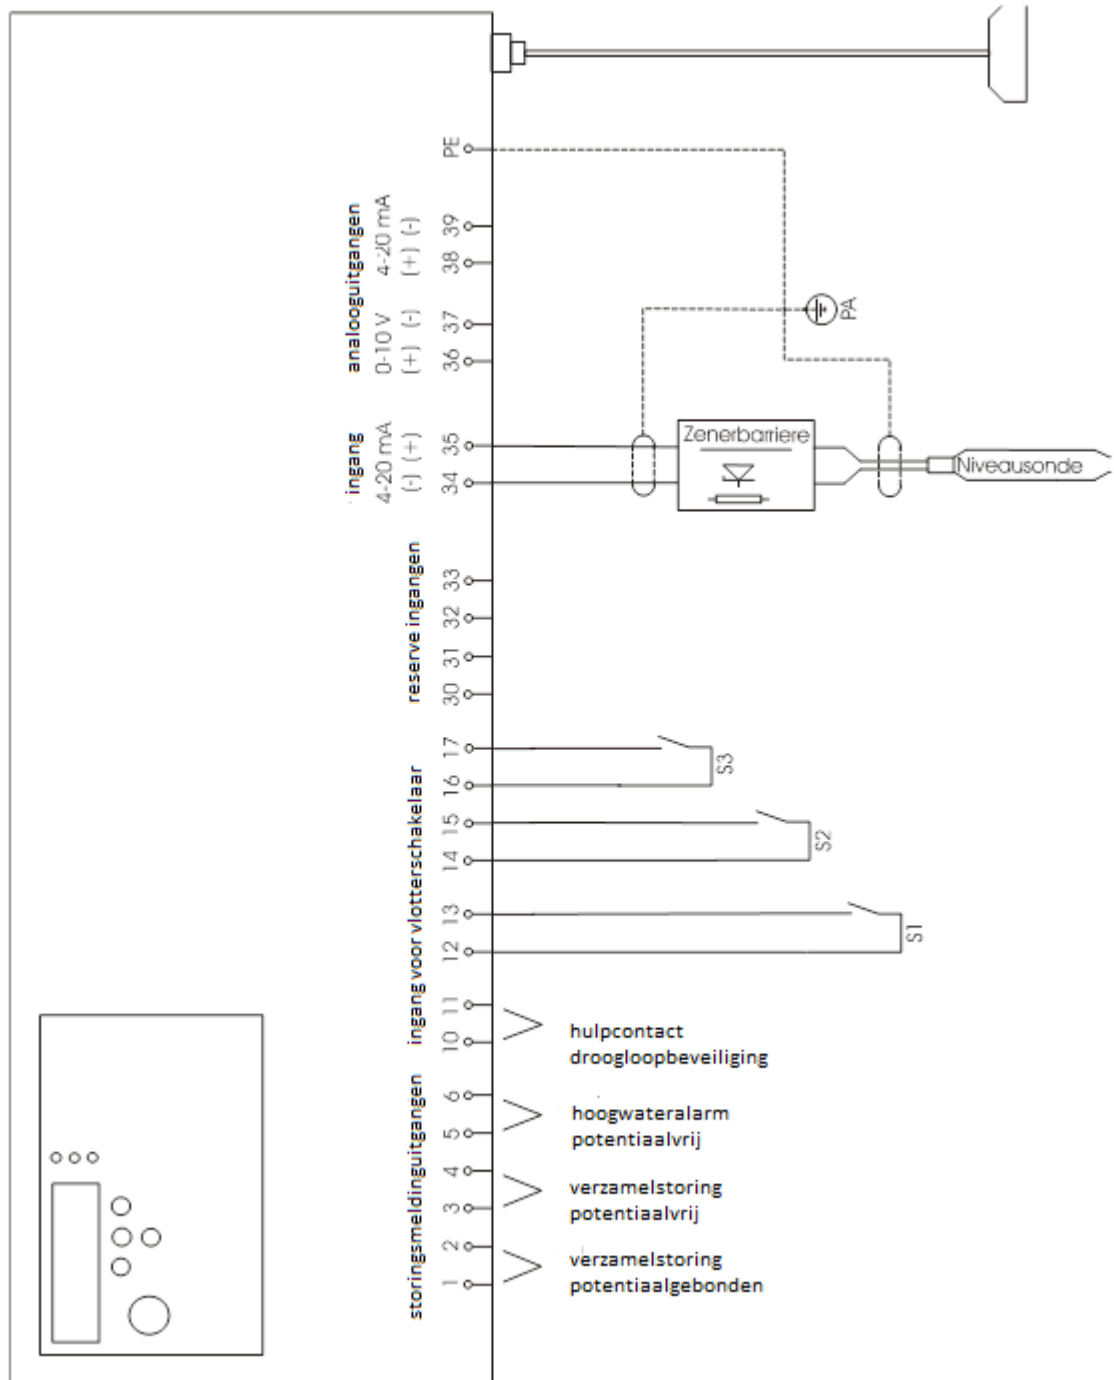 PE
analooguitgangen
4-20 mA
(+) (-)
39
38
0-10 V
(+) (-)
37
36
PA
ingang
4-20 mA
(-) (+)
35
34
Zenerbarriere
Niveausonde
reserve ingangen
33
32
31
30
ingang voor vlotterschakelaar
17
16
S3
15
14
S2
13
12
S1
11
10
hulpcontact
droogloopbeveiliging
storingsmeldinguitgangen
6
5
hoogwateralarm
potentiaalvrij
4
3
verzamelstoring
potentiaalvrij
2
1
verzamelstoring
potentiaalgebonden